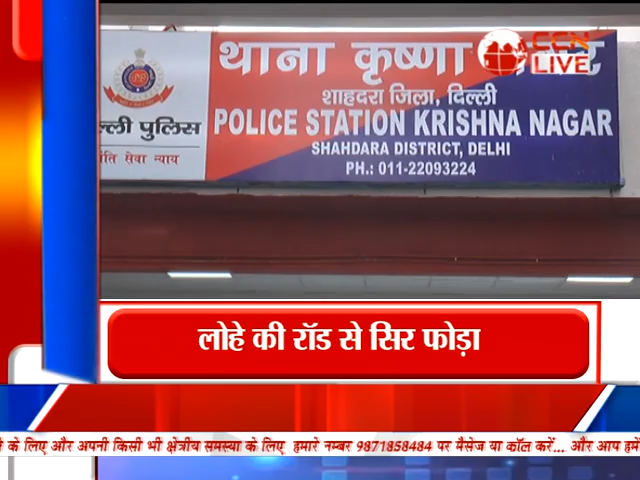 थाना कृष्णा
CEN
LIVE
शाहदरा जिला, दिल्ली
POLICE STATION KRISHNA NAGAR
SHAHDARA DISTRICT, DELHI
PH.: 011-22093224
ल्ली पुलिस
ांति सेवा न्याय
लोहे की रॉड से सिर फोड़ा
के लिए और अपनी किसी भी क्षेत्रीय समस्या के लिए हमारे नम्बर 9871858484 पर मैसेज या कॉल करें... और आप हमें